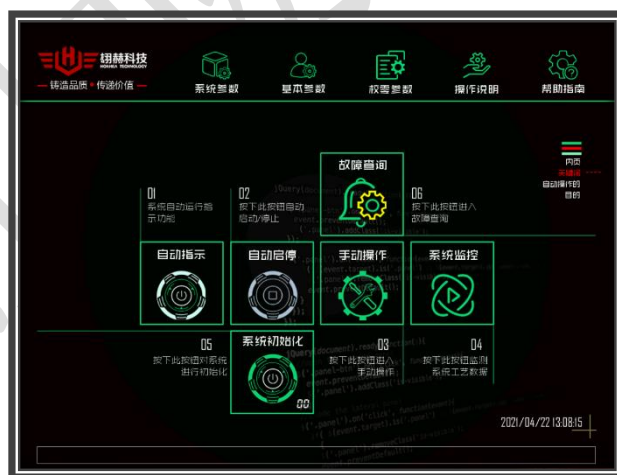 翃赫科技
铸造品质·传递价值
系统参数
基本参数
校零参数
操作说明
帮助指南
内页
关键词
自动操作的
目的
故障查询
01
系统自动运行指
示功能
02
按下此按钮自动
启动/停止
06
按下此按钮进入
故障查询
自动指示
自动启停
手动操作
系统监控
05
按下此按钮对系统
进行初始化
系统初始化
00
03
按下此按钮进入
手动操作
04
按下此按钮监测
系统工艺数据
2021/04/22 13:08:15